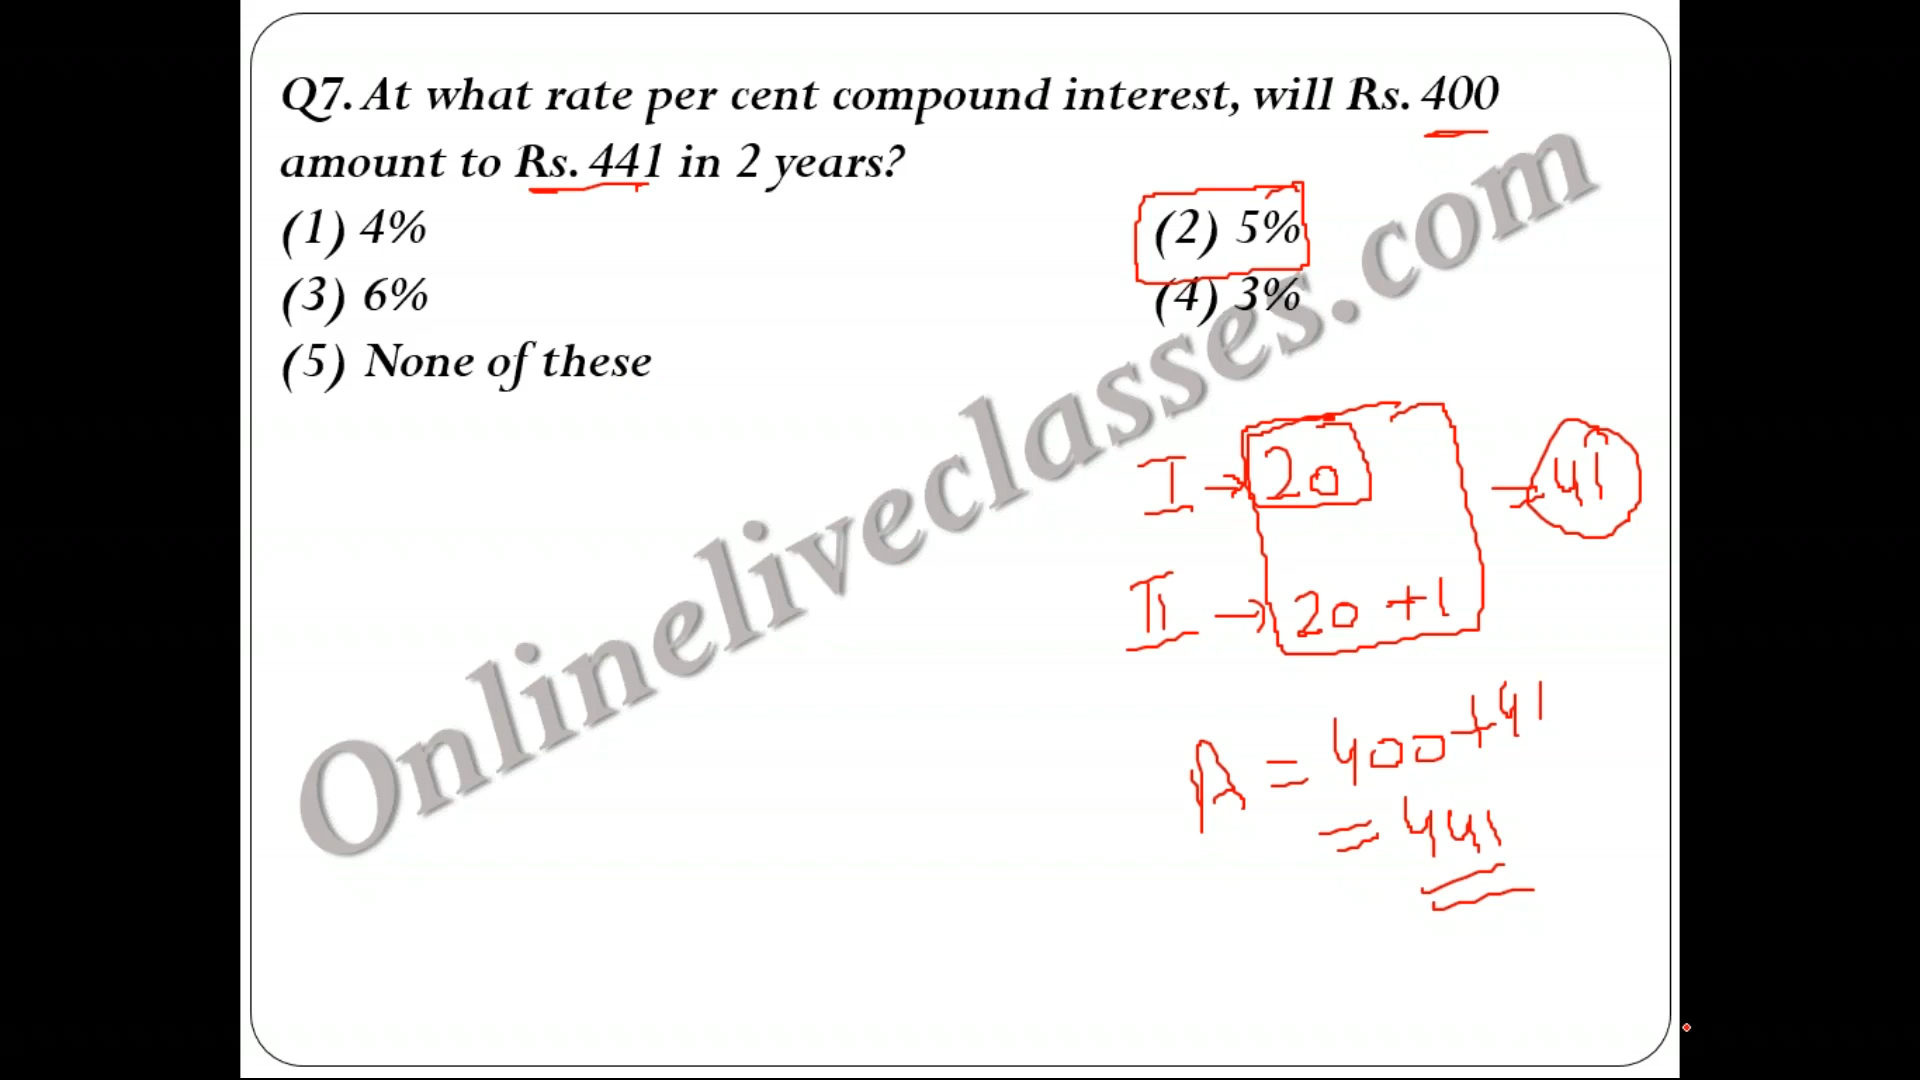 Q7. At what rate per cent compound interest, will Rs. 400
amount to Rs. 441 in 2 years?
(1) 4%
(2) 5%
(3) 6%
(4) 3%
(5) None of these
I → 20 → 41
II → 20 + 1
A = 400 + 41
= 441
Onlineliveclasses.com